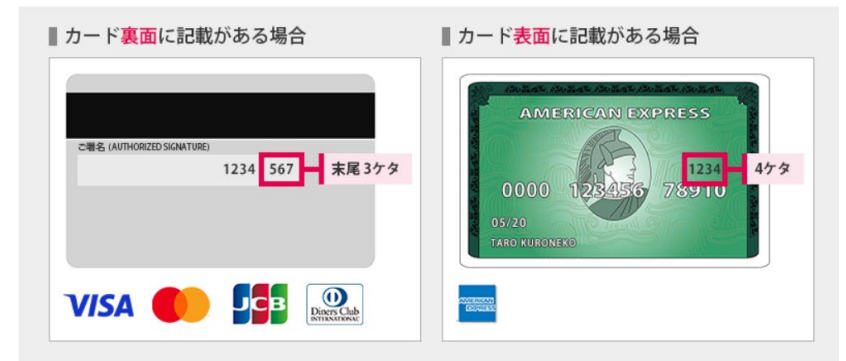 カード裏面に記載がある場合
ご署名 (AUTHORIZED SIGNATURE)
1234 567
末尾3ケタ
VISA
JCB
Diners Club
INTERNATIONAL
カード表面に記載がある場合
AMERICAN EXPRESS
1234
4ケタ
0000 123456 78910
05/20
TARO KURONEKO
AMERICAN
EXPRESS